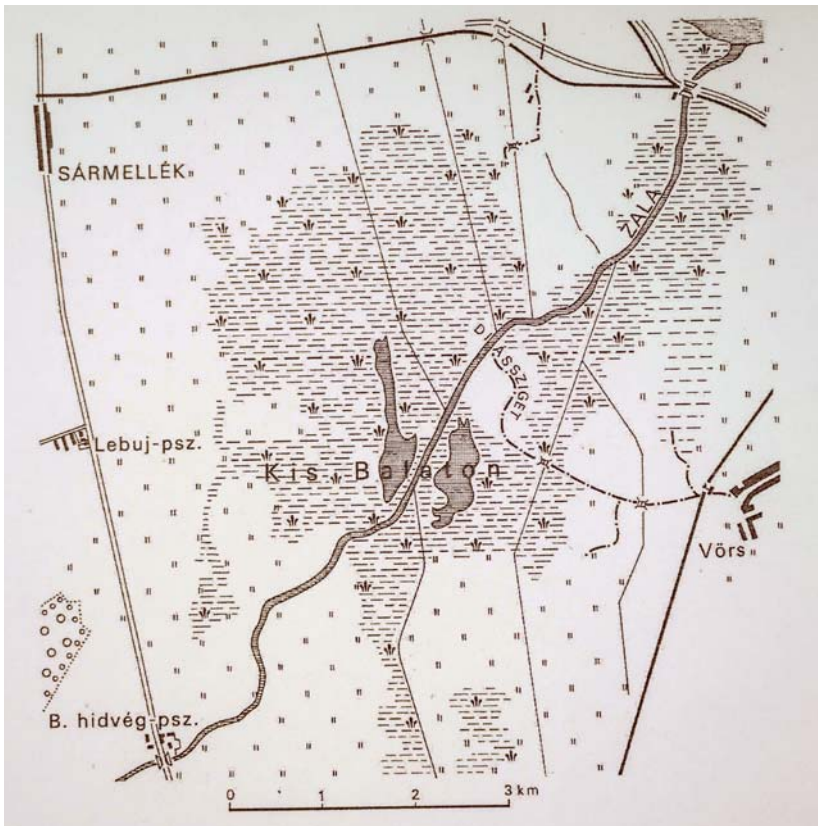 SÁRMELLÉK
ZALA
DIÁSSZIGET
Lebuj-psz.
Kis Balaton
Vörs
B. hidvég-psz.
0 1 2 3 km